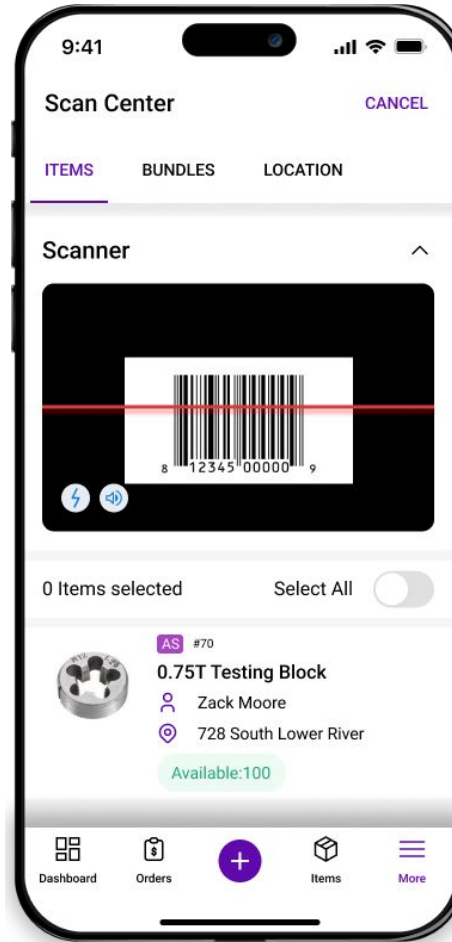 9:41
Scan Center CANCEL
ITEMS BUNDLES LOCATION
Scanner
8 12345 00000 9
0 Items selected Select All
AS #70
0.75T Testing Block
Zack Moore
728 South Lower River
Available:100
Dashboard Orders Items More